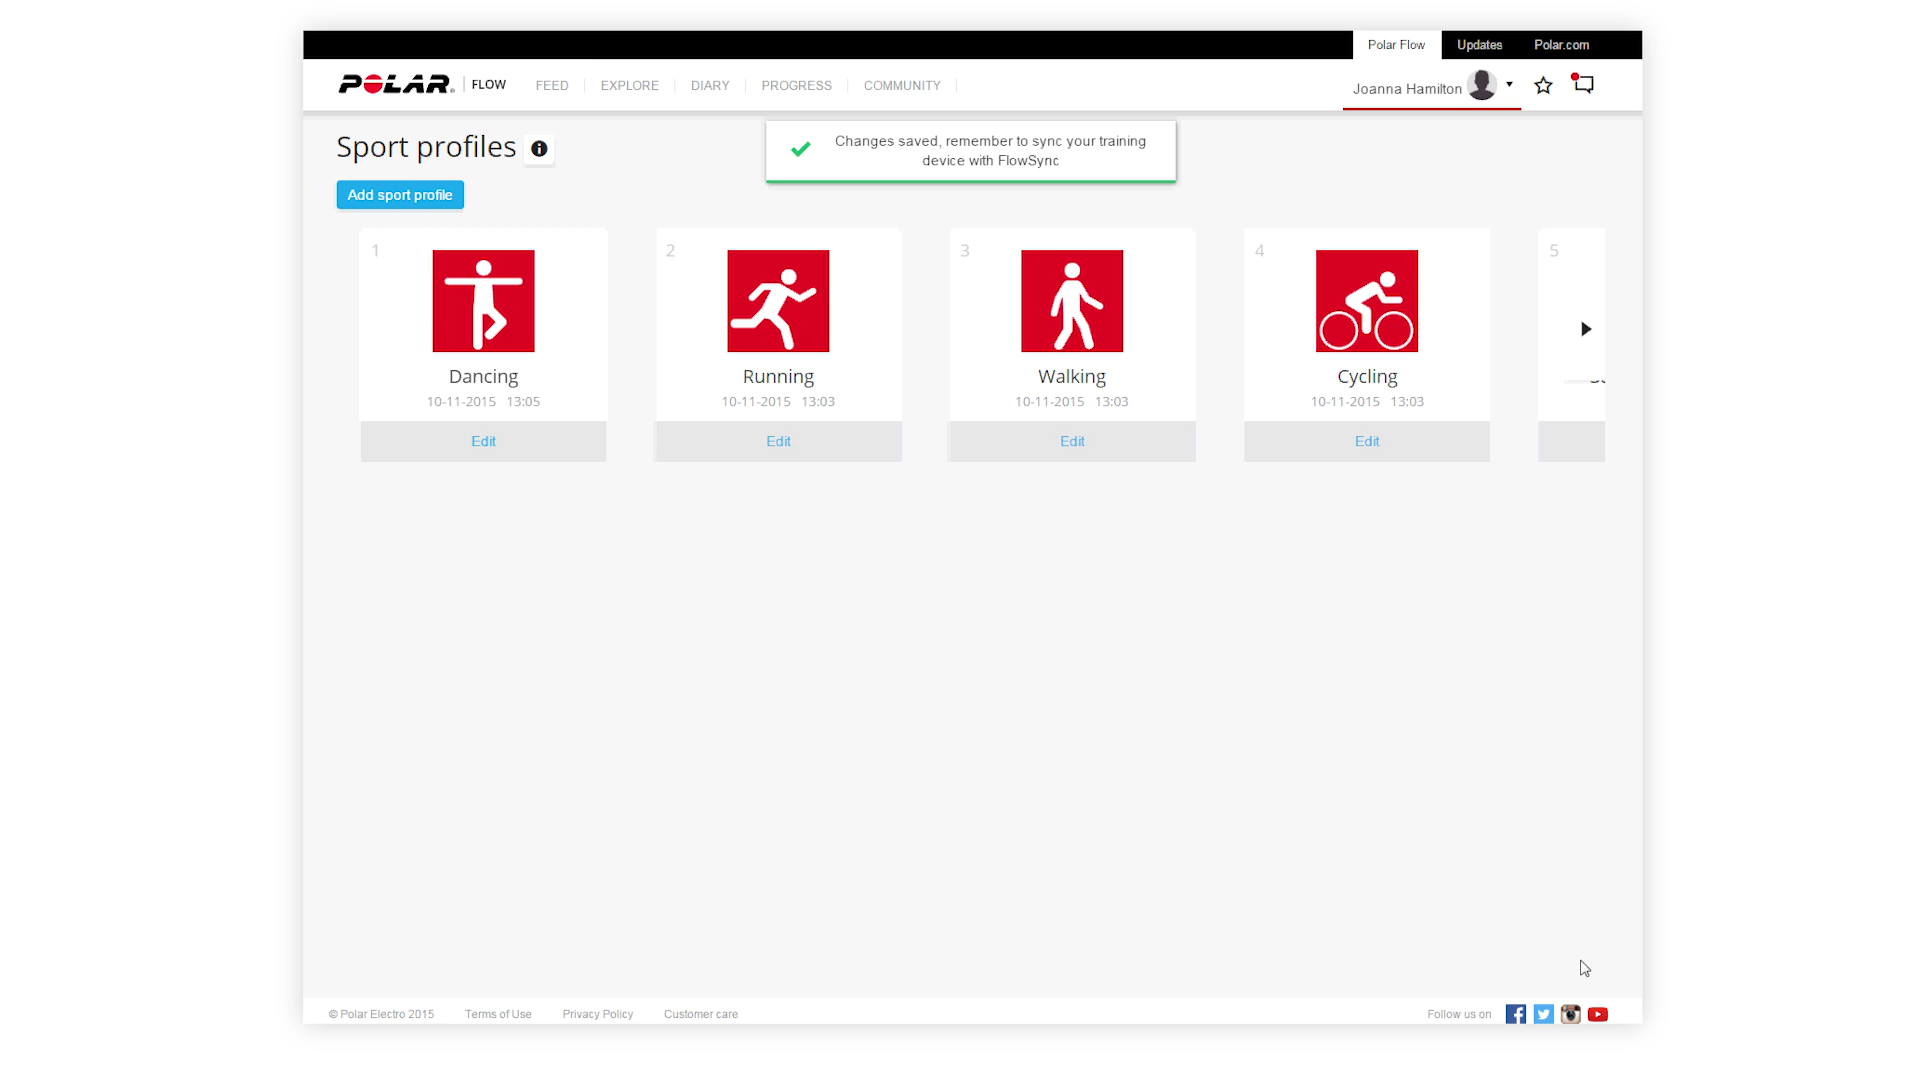 Polar Flow Updates Polar.com
POLAR FLOW FEED EXPLORE DIARY PROGRESS COMMUNITY Joanna Hamilton
Sport profiles
Changes saved, remember to sync your training
device with FlowSync
Add sport profile
1 2 3 4 5
Dancing Running Walking Cycling
10-11-2015 13:05 10-11-2015 13:03 10-11-2015 13:03 10-11-2015 13:03
Edit Edit Edit Edit
© Polar Electro 2015 Terms of Use Privacy Policy Customer care Follow us on